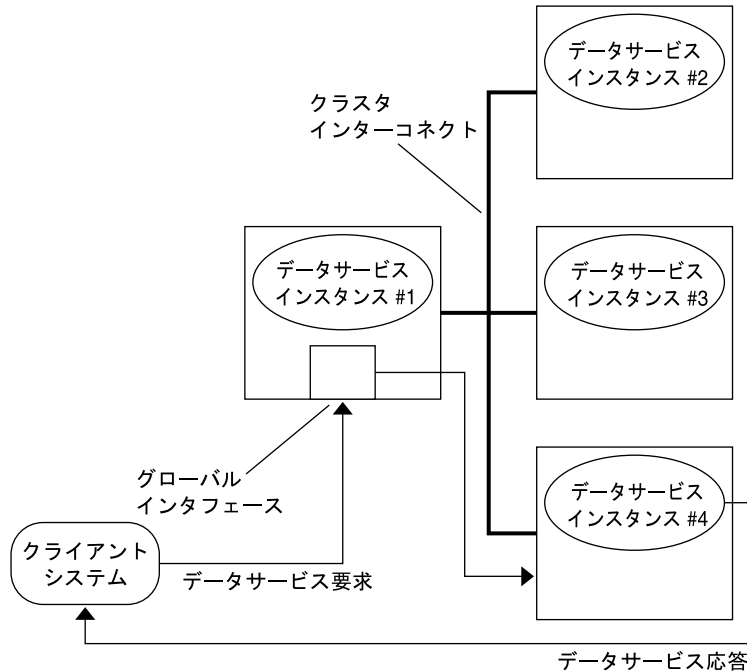 データサービス
インスタンス #2
クラスタ
インターコネクト
データサービス
インスタンス #1
データサービス
インスタンス #3
グローバル
インタフェース
データサービス
インスタンス #4
クライアント
システム
データサービス要求
データサービス応答